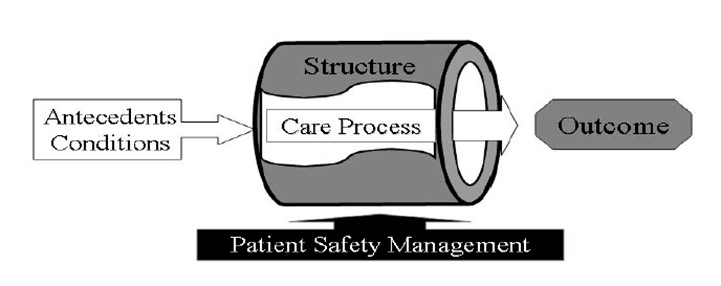 Structure
Antecedents
Conditions
Care Process
Outcome
Patient Safety Management